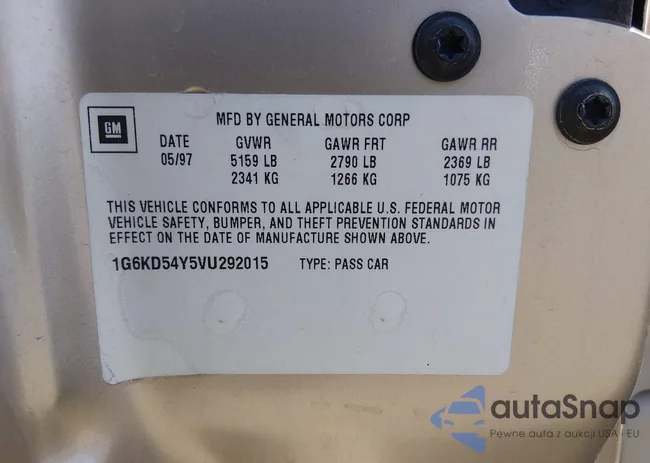 GM
MFD BY GENERAL MOTORS CORP
DATE GVWR GAWR FRT GAWR RR
05/97 5159 LB 2790 LB 2369 LB
2341 KG 1266 KG 1075 KG
THIS VEHICLE CONFORMS TO ALL APPLICABLE U.S. FEDERAL MOTOR
VEHICLE SAFETY, BUMPER, AND THEFT PREVENTION STANDARDS IN
EFFECT ON THE DATE OF MANUFACTURE SHOWN ABOVE.
1G6KD54Y5VU292015 TYPE: PASS CAR
autaSnap
Pewne auta z aukcji USA i EU